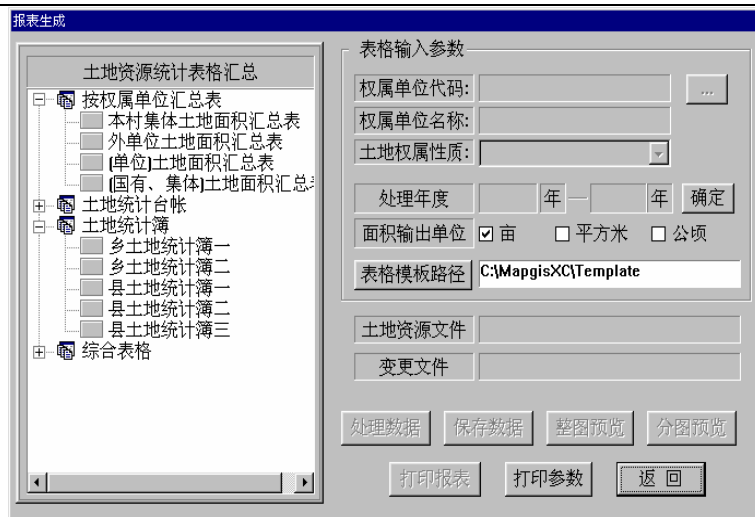 报表生成
土地资源统计表格汇总
按权属单位汇总表
本村集体土地面积汇总表
外单位土地面积汇总表
(单位)土地面积汇总表
(国有、集体)土地面积汇总
土地统计台帐
土地统计簿
乡土地统计簿一
乡土地统计簿二
县土地统计簿一
县土地统计簿二
县土地统计簿三
综合表格
表格输入参数
权属单位代码:
...
权属单位名称:
土地权属性质:
处理年度 年 — 年 确定
面积输出单位 亩 平方米 公顷
表格模板路径 C:\MapgisXC\Template
土地资源文件
变更文件
处理数据 保存数据 整图预览 分图预览
打印报表 打印参数 返 回